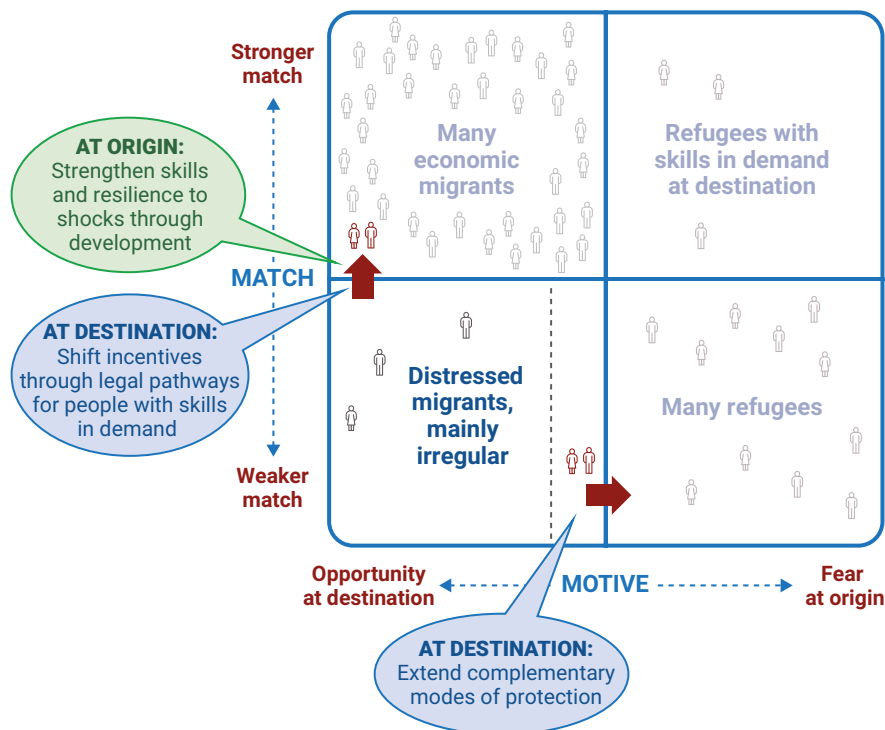 Stronger
match
AT ORIGIN:
Strengthen skills
and resilience to
shocks through
development
MATCH
AT DESTINATION:
Shift incentives
through legal pathways
for people with skills
in demand
Weaker
match
Many
economic
migrants
Refugees with
skills in demand
at destination
Distressed
migrants,
mainly
irregular
Many refugees
Opportunity
at destination
MOTIVE
Fear
at origin
AT DESTINATION:
Extend complementary
modes of protection